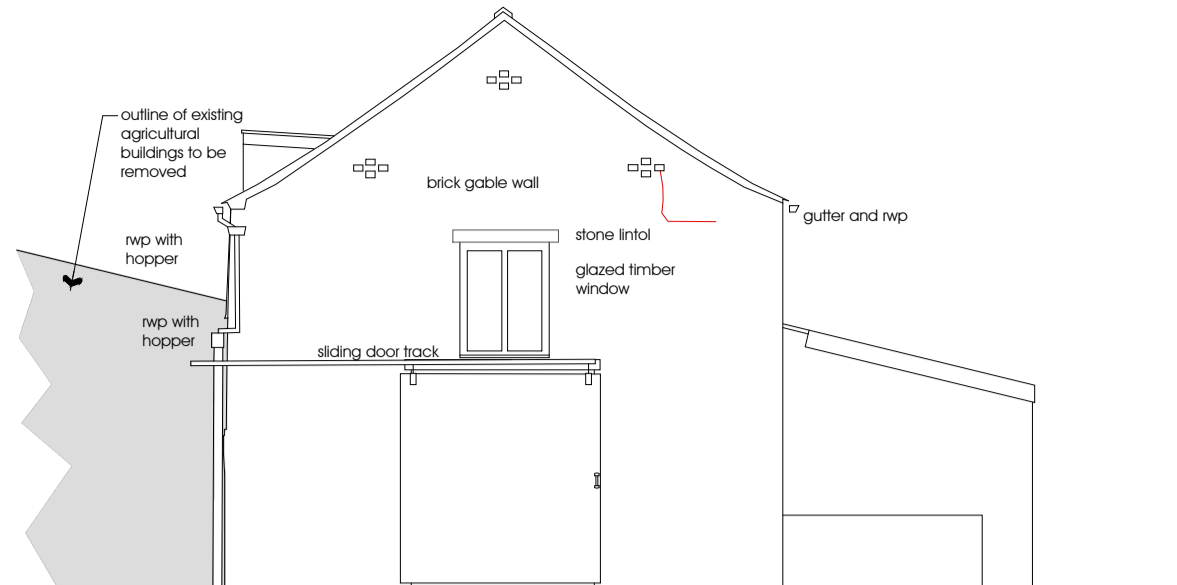 outline of existing
agricultural
buildings to be
removed
brick gable wall
gutter and rwp
stone lintol
rwp with
hopper
glazed timber
window
rwp with
hopper
sliding door track